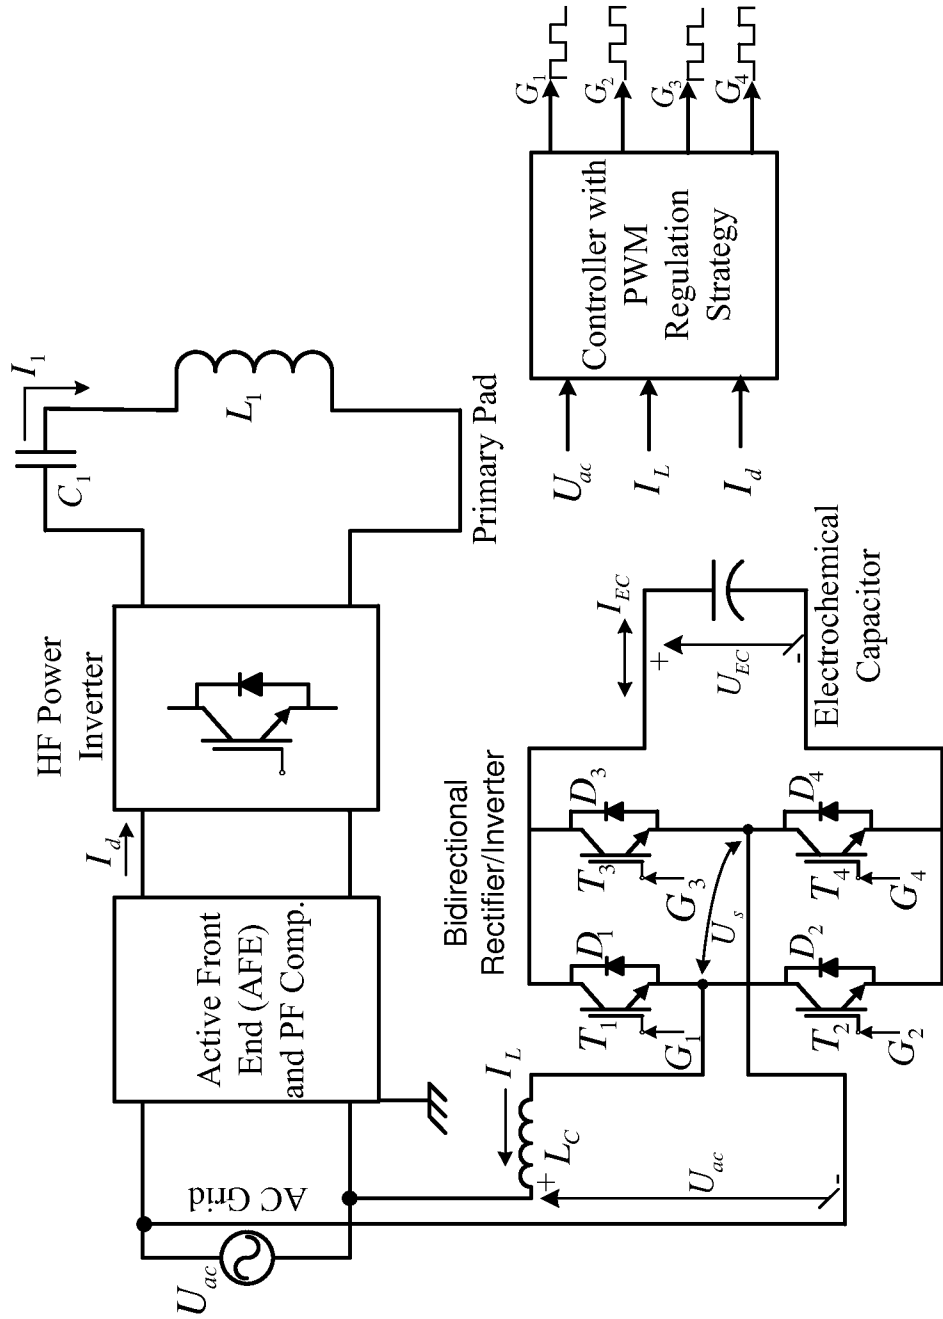 U_ac
AC Grid
Active Front
End (AFE)
and PF Comp.
I_d
HF Power
Inverter
C_1
I_1
L_1
Primary Pad
I_L
+ L_C
U_ac
-
Bidirectional
Rectifier/Inverter
T_1
D_1
G_1
T_3
D_3
G_3
U_s
T_2
D_2
G_2
T_4
D_4
G_4
I_EC
+
U_EC
-
Electrochemical
Capacitor
U_ac
I_L
I_d
Controller with
PWM
Regulation
Strategy
G_1
G_2
G_3
G_4